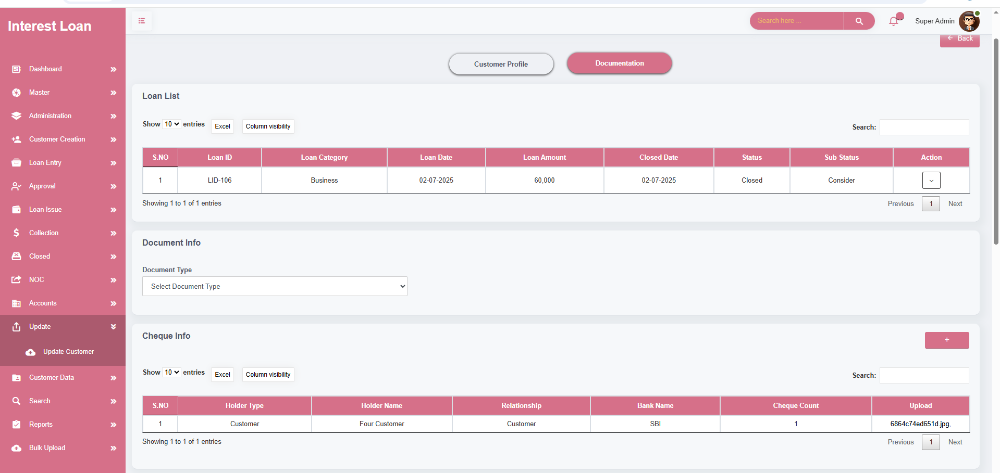 Interest Loan
Dashboard
Master
Administration
Customer Creation
Loan Entry
Approval
Loan Issue
Collection
Closed
NOC
Accounts
Update
Update Customer
Customer Data
Search
Reports
Bulk Upload
Search here ...
Super Admin
Back
Customer Profile
Documentation
Loan List
Show 10 entries Excel Column visibility Search:
S.NO Loan ID Loan Category Loan Date Loan Amount Closed Date Status Sub Status Action
1 LID-106 Business 02-07-2025 60,000 02-07-2025 Closed Consider
Showing 1 to 1 of 1 entries Previous 1 Next
Document Info
Document Type
Select Document Type
Cheque Info
+
Show 10 entries Excel Column visibility Search:
S.NO Holder Type Holder Name Relationship Bank Name Cheque Count Upload
1 Customer Four Customer Customer SBI 1 6864c74ed651d.jpg,
Showing 1 to 1 of 1 entries Previous 1 Next